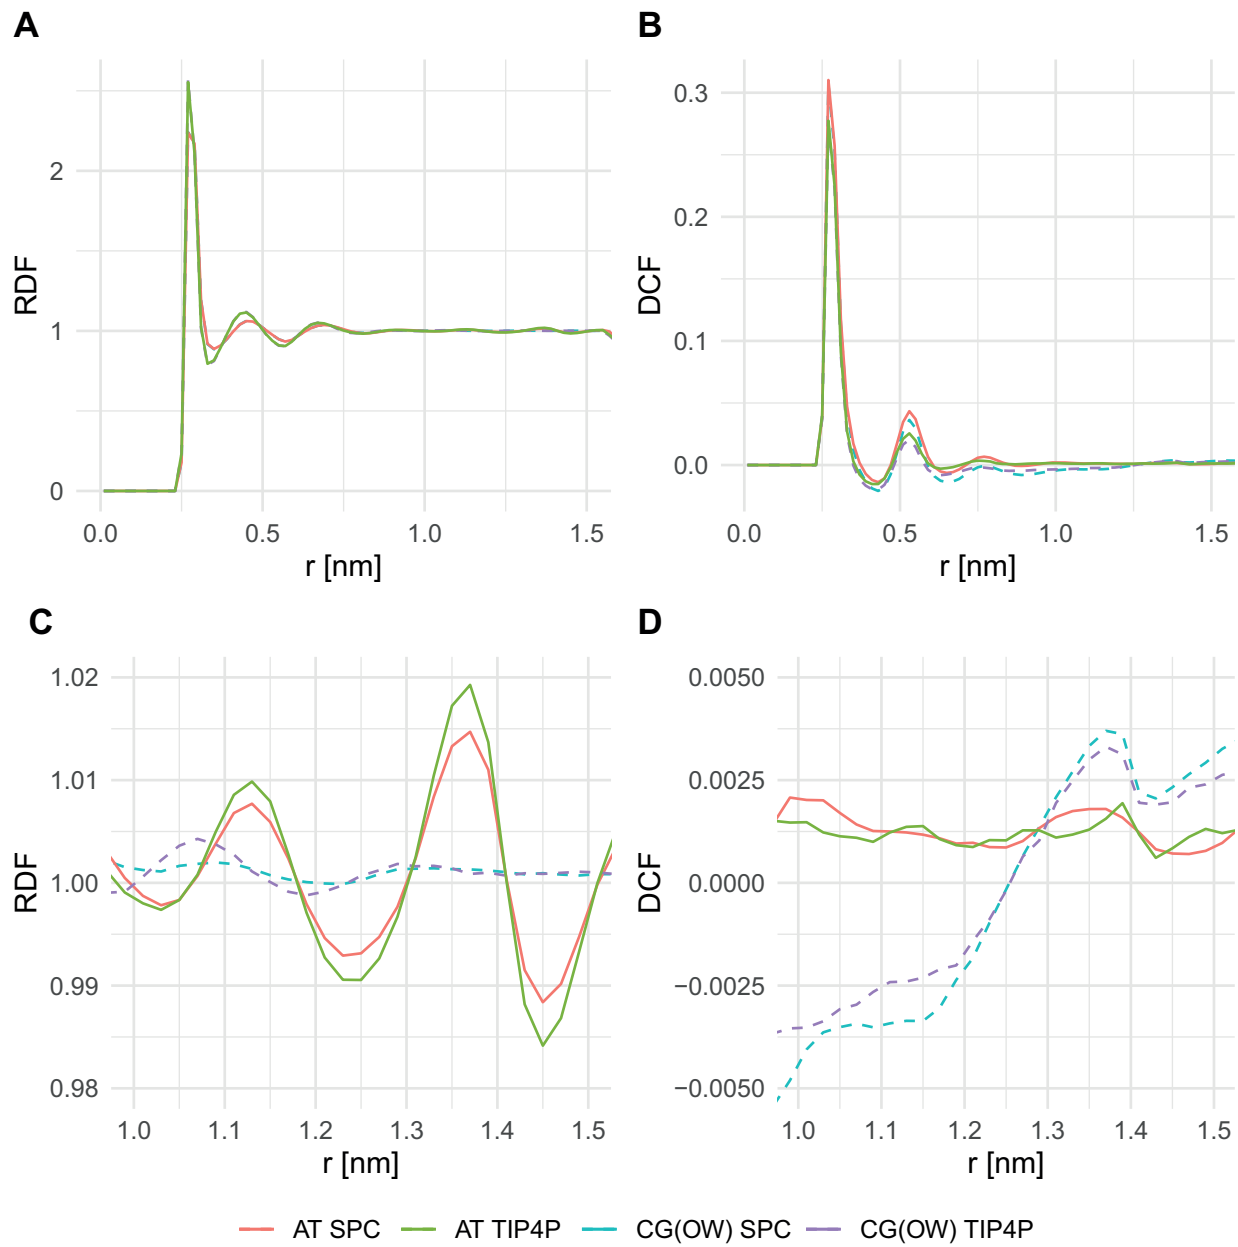 A
RDF
2
1
0
0.0 0.5 1.0 1.5
r [nm]
B
DCF
0.3
0.2
0.1
0.0
0.0 0.5 1.0 1.5
r [nm]
C
RDF
1.02
1.01
1.00
0.99
0.98
1.0 1.1 1.2 1.3 1.4 1.5
r [nm]
D
DCF
0.0050
0.0025
0.0000
−0.0025
−0.0050
1.0 1.1 1.2 1.3 1.4 1.5
r [nm]
AT SPC AT TIP4P CG(OW) SPC CG(OW) TIP4P